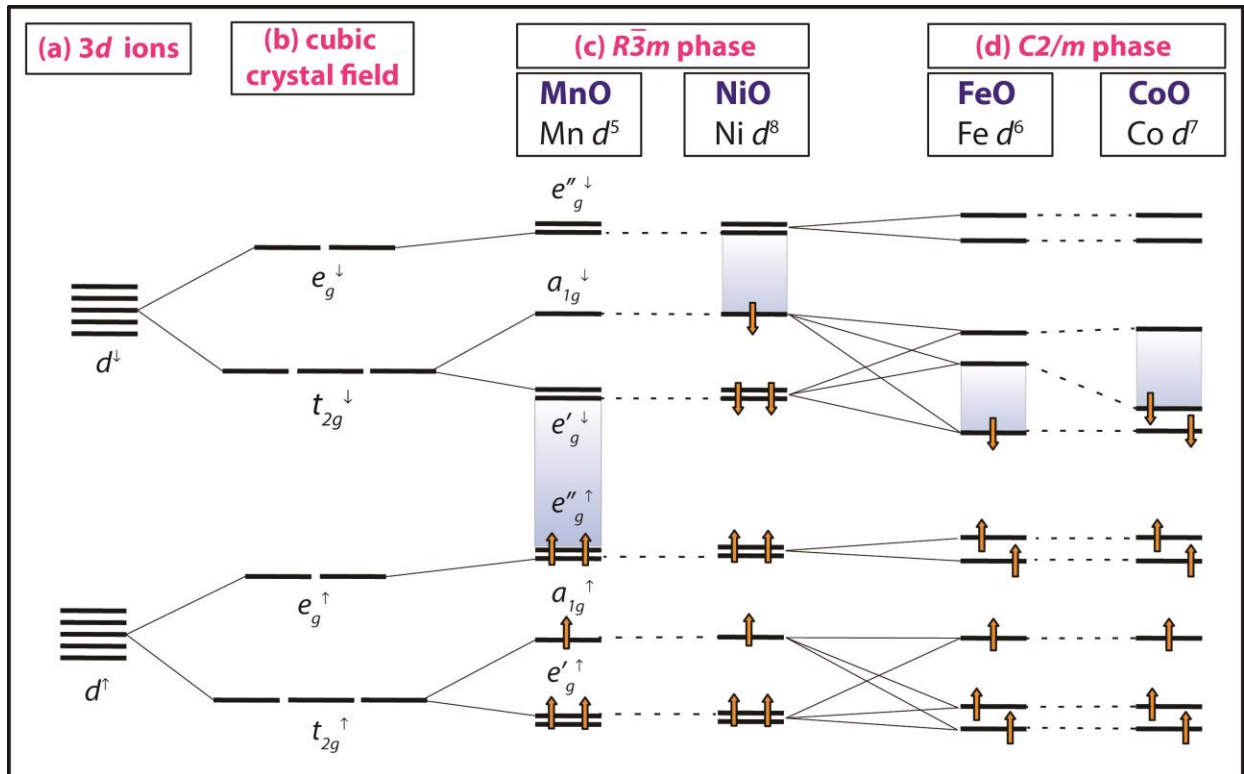 (a) 3d ions
(b) cubic
crystal field
(c) R3̅m phase
(d) C2/m phase
MnO
Mn d⁵
NiO
Ni d⁸
FeO
Fe d⁶
CoO
Co d⁷
e″g↓
eg↓
a1g↓
d↓
t2g↓
e′g↓
e″g↑
eg↑
a1g↑
d↑
e′g↑
t2g↑